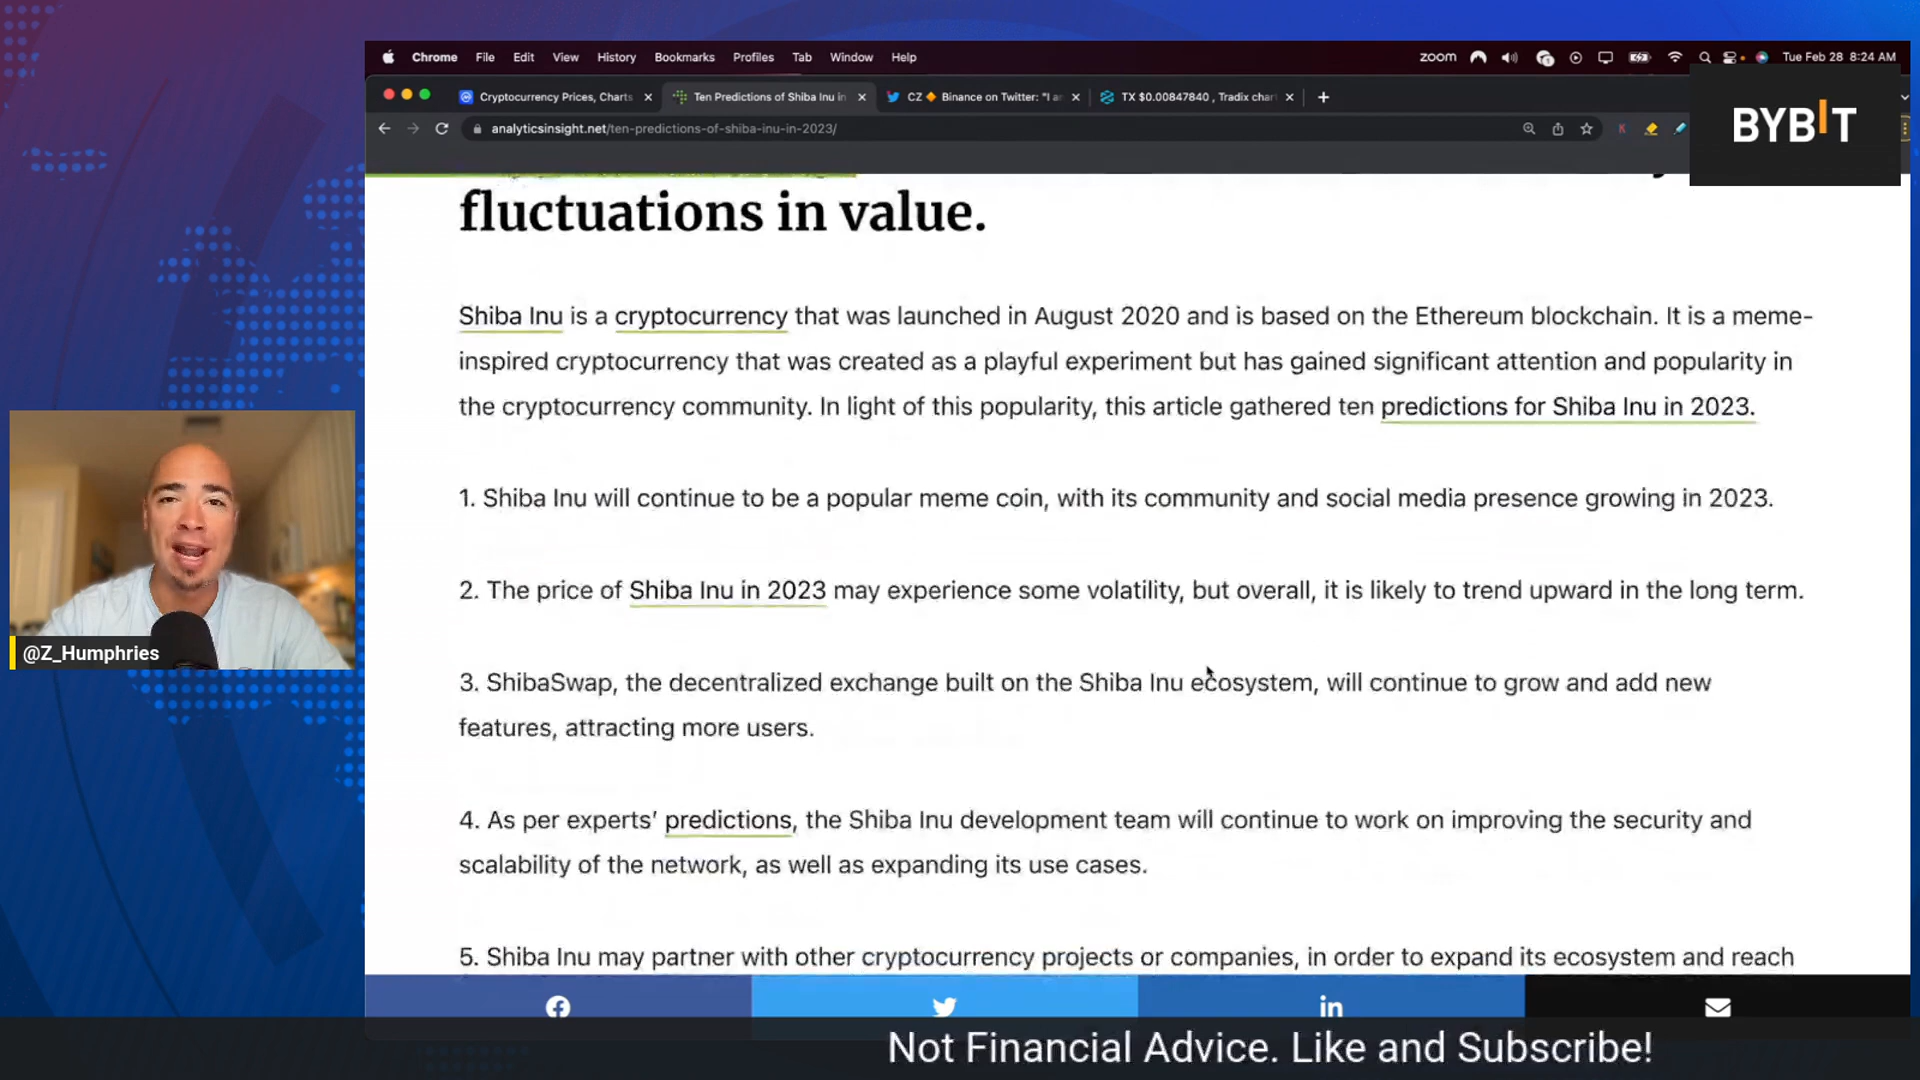 Chrome File Edit View History Bookmarks Profiles Tab Window Help zoom Tue Feb 28 8:24 AM
Cryptocurrency Prices, Charts Ten Predictions of Shiba Inu in CZ Binance on Twitter: "I a TX $0.00847840 , Tradix char
analyticsinsight.net/ten-predictions-of-shiba-inu-in-2023/
BYBIT
fluctuations in value.
Shiba Inu is a cryptocurrency that was launched in August 2020 and is based on the Ethereum blockchain. It is a meme-
inspired cryptocurrency that was created as a playful experiment but has gained significant attention and popularity in
the cryptocurrency community. In light of this popularity, this article gathered ten predictions for Shiba Inu in 2023.
1. Shiba Inu will continue to be a popular meme coin, with its community and social media presence growing in 2023.
2. The price of Shiba Inu in 2023 may experience some volatility, but overall, it is likely to trend upward in the long term.
3. ShibaSwap, the decentralized exchange built on the Shiba Inu ecosystem, will continue to grow and add new
features, attracting more users.
4. As per experts’ predictions, the Shiba Inu development team will continue to work on improving the security and
scalability of the network, as well as expanding its use cases.
5. Shiba Inu may partner with other cryptocurrency projects or companies, in order to expand its ecosystem and reach
@Z_Humphries
Not Financial Advice. Like and Subscribe!